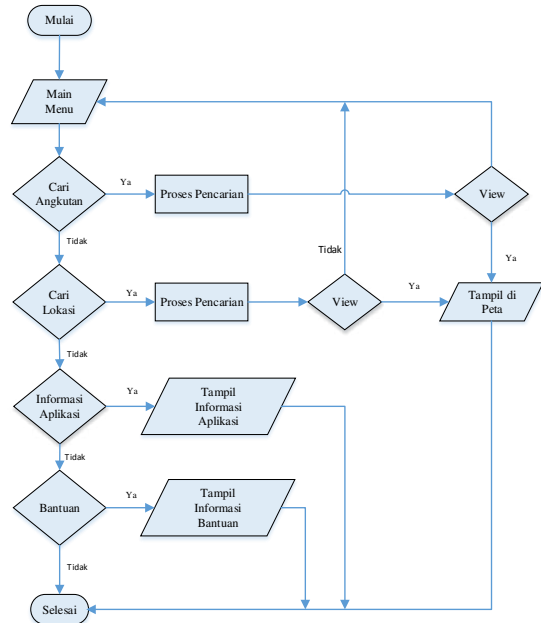 Mulai
Main
Menu
Cari
Angkutan
Ya
Proses Pencarian
View
Tidak
Tidak
Ya
Cari
Lokasi
Ya
Proses Pencarian
View
Ya
Tampil di
Peta
Tidak
Informasi
Aplikasi
Ya
Tampil
Informasi
Aplikasi
Tidak
Bantuan
Ya
Tampil
Informasi
Bantuan
Tidak
Selesai